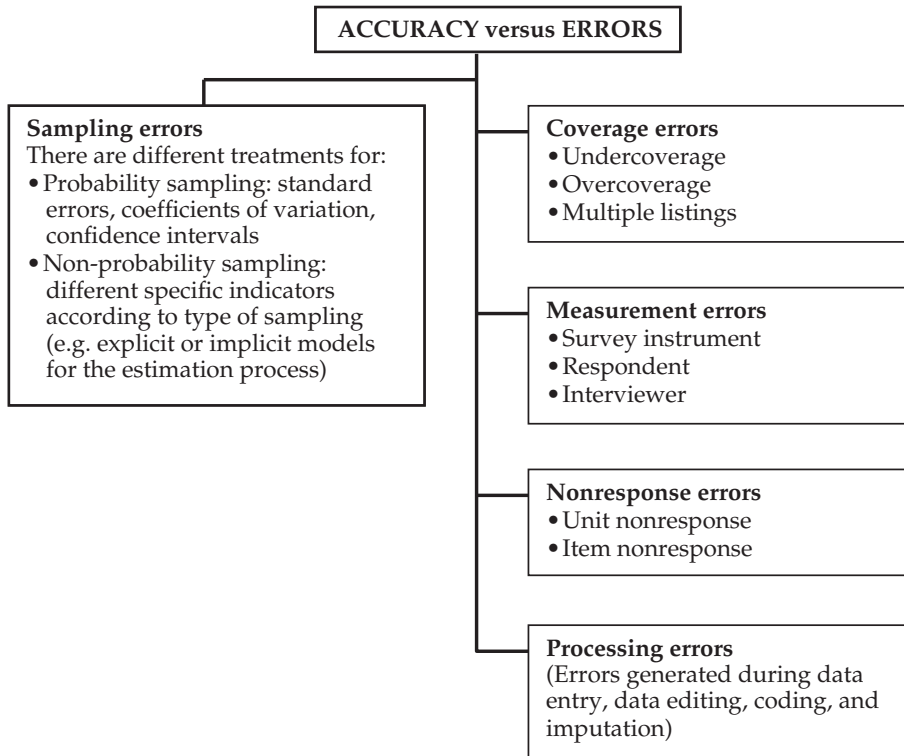 ACCURACY versus ERRORS
Sampling errors
There are different treatments for:
•Probability sampling: standard
errors, coefficients of variation,
confidence intervals
•Non-probability sampling:
different specific indicators
according to type of sampling
(e.g. explicit or implicit models
for the estimation process)
Coverage errors
•Undercoverage
•Overcoverage
•Multiple listings
Measurement errors
•Survey instrument
•Respondent
•Interviewer
Nonresponse errors
•Unit nonresponse
•Item nonresponse
Processing errors
(Errors generated during data
entry, data editing, coding, and
imputation)